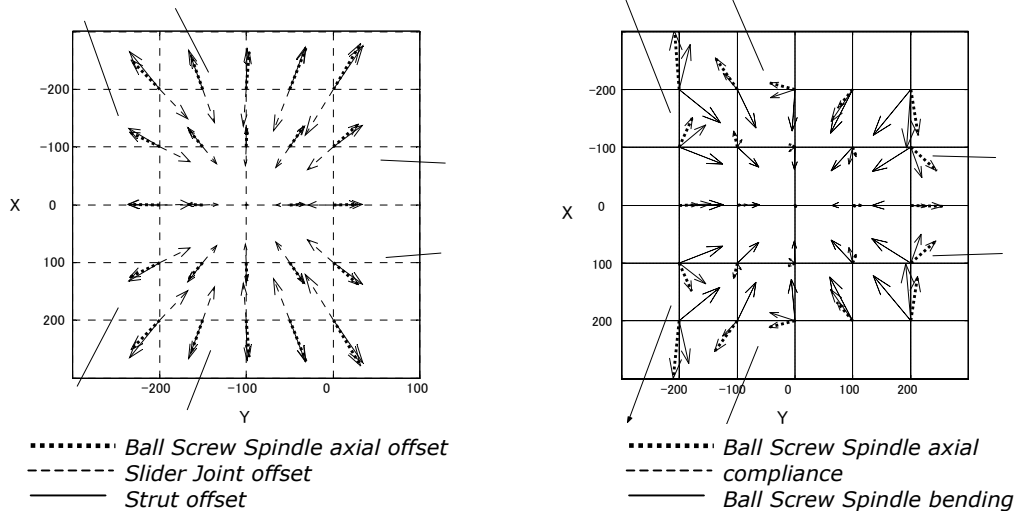 -200
-100
X
0
100
200
-200
-100
0
100
Y
Ball Screw Spindle axial offset
Slider Joint offset
Strut offset
-200
-100
X
0
100
200
-200
-100
0
100
200
Y
Ball Screw Spindle axial
compliance
Ball Screw Spindle bending